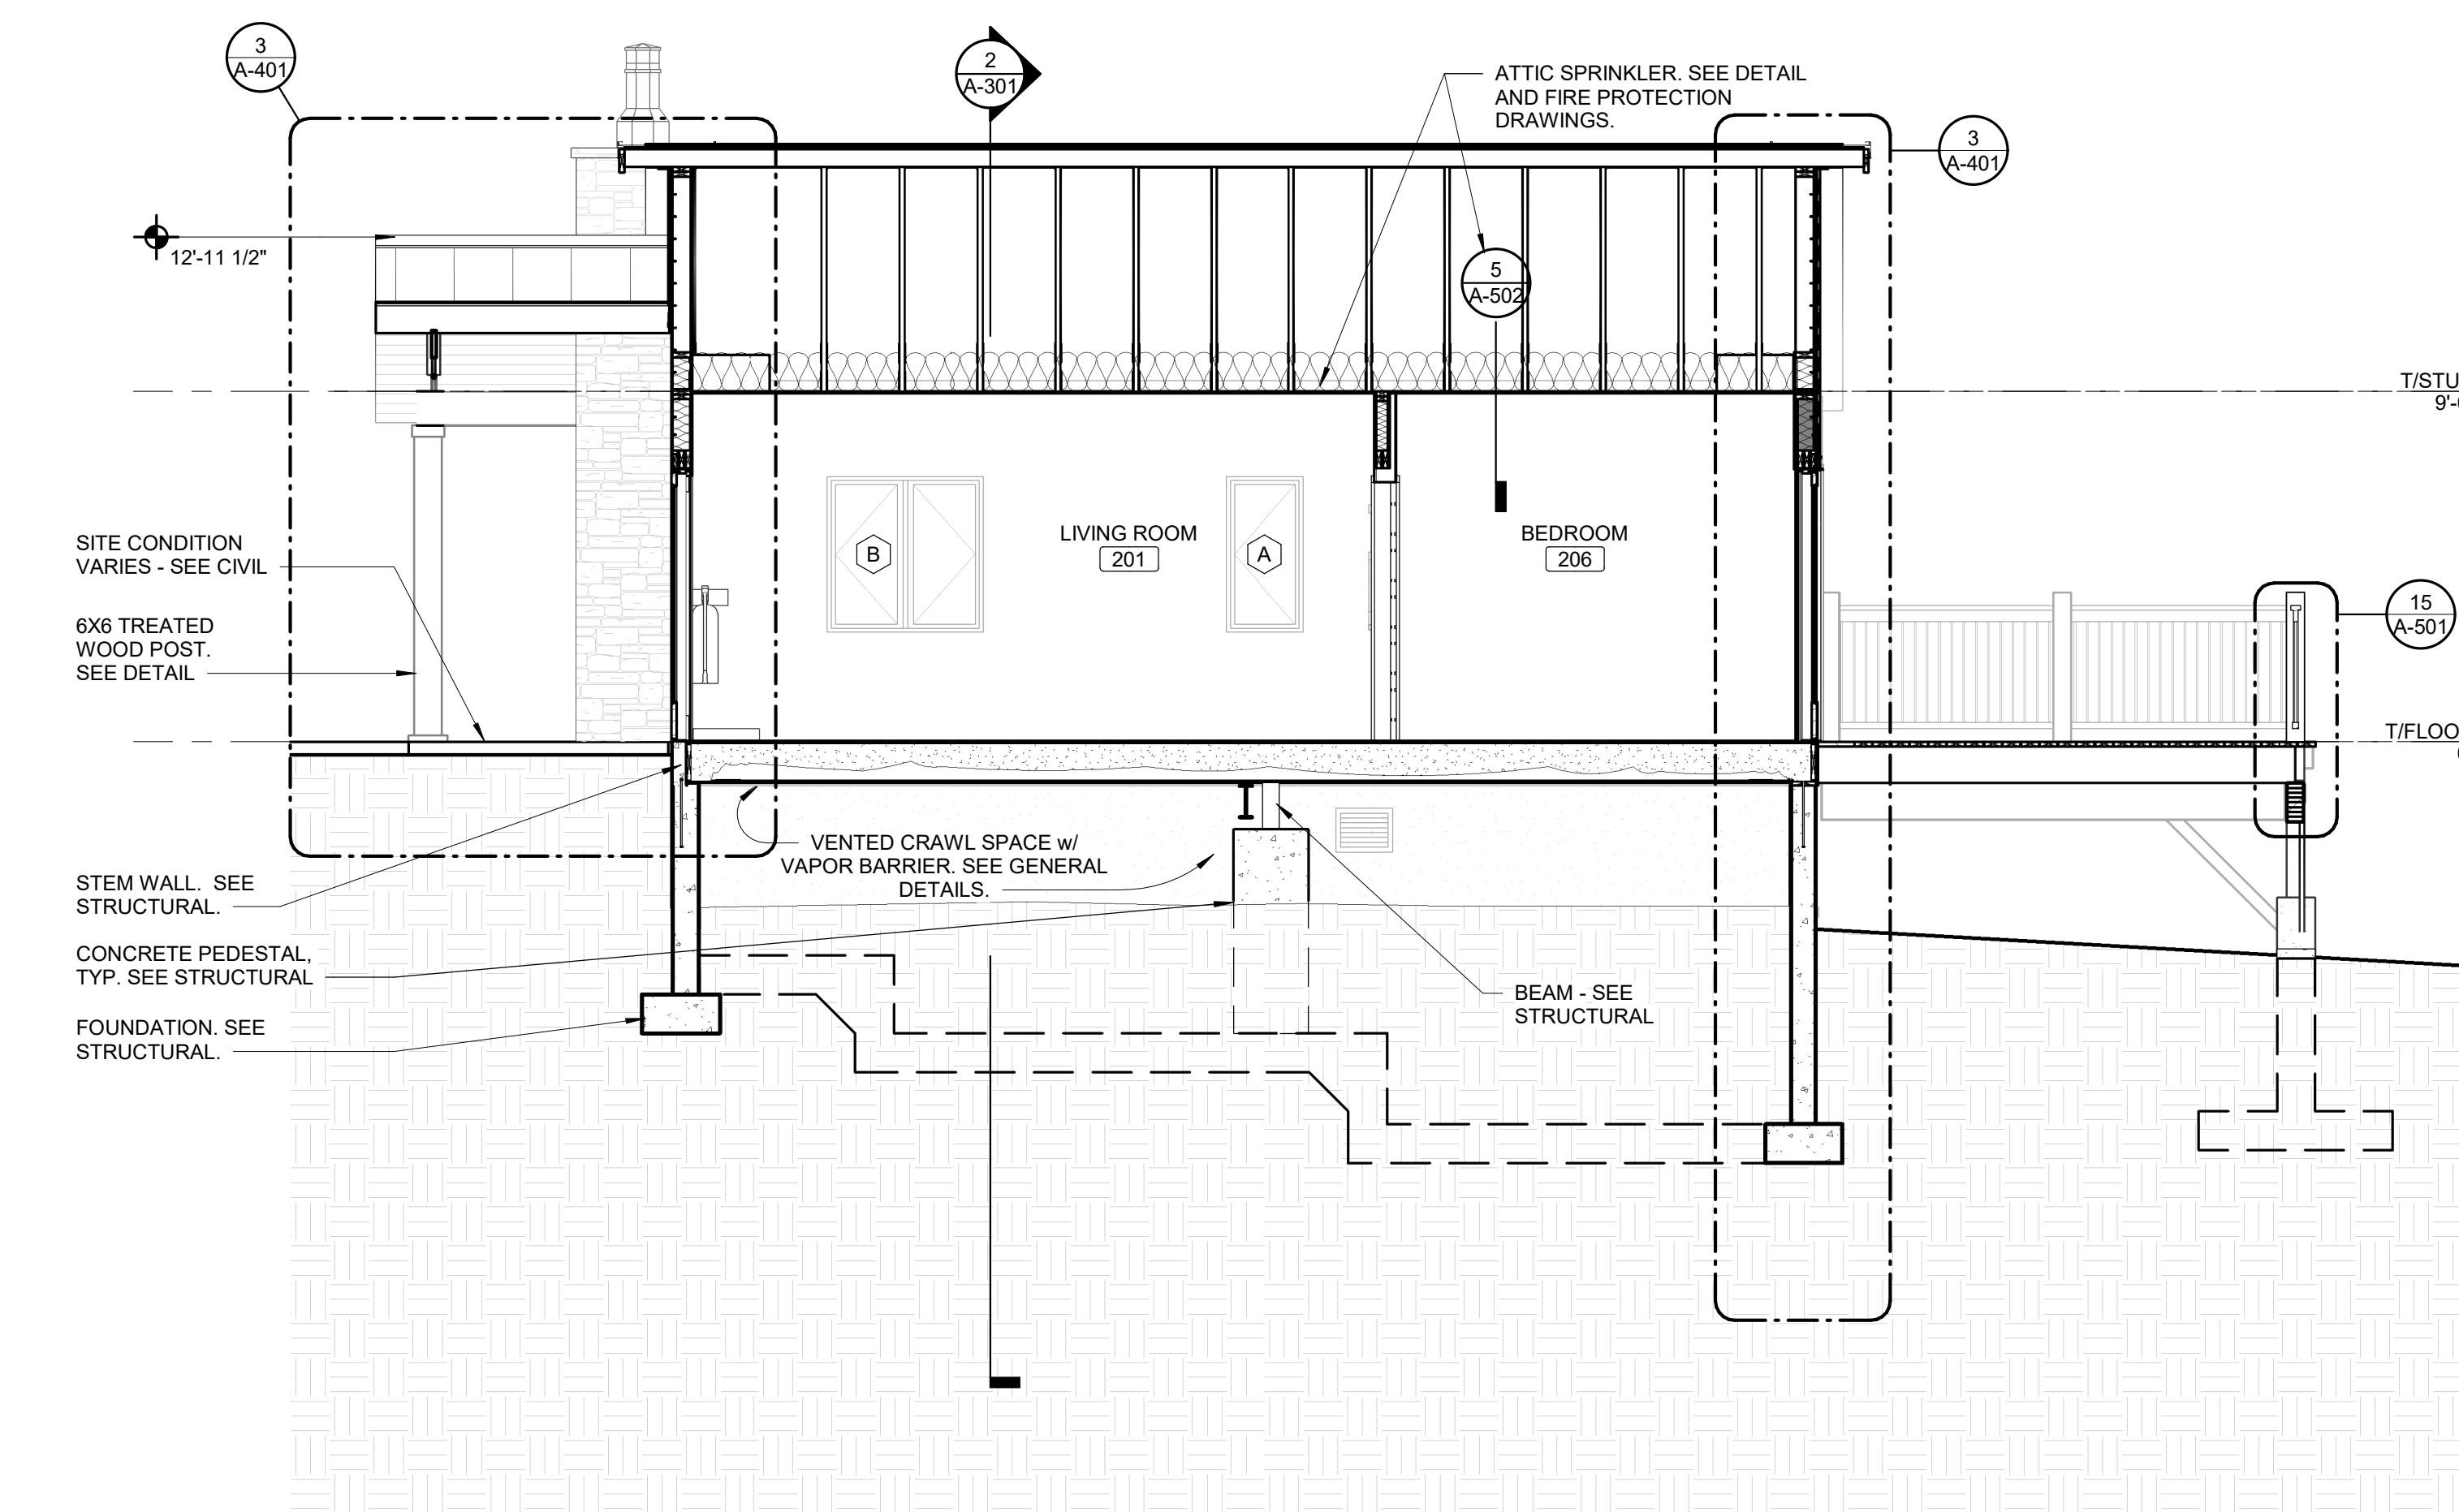 3
A-401
2
A-301
ATTIC SPRINKLER. SEE DETAIL
AND FIRE PROTECTION
DRAWINGS.
3
A-401
12'-11 1/2"
5
A-502
T/STU
9'-
SITE CONDITION
VARIES - SEE CIVIL
6X6 TREATED
WOOD POST.
SEE DETAIL
B
LIVING ROOM
201
A
BEDROOM
206
15
A-501
T/FLOO
VENTED CRAWL SPACE w/
VAPOR BARRIER. SEE GENERAL
DETAILS.
STEM WALL. SEE
STRUCTURAL.
CONCRETE PEDESTAL,
TYP. SEE STRUCTURAL
FOUNDATION. SEE
STRUCTURAL.
BEAM - SEE
STRUCTURAL